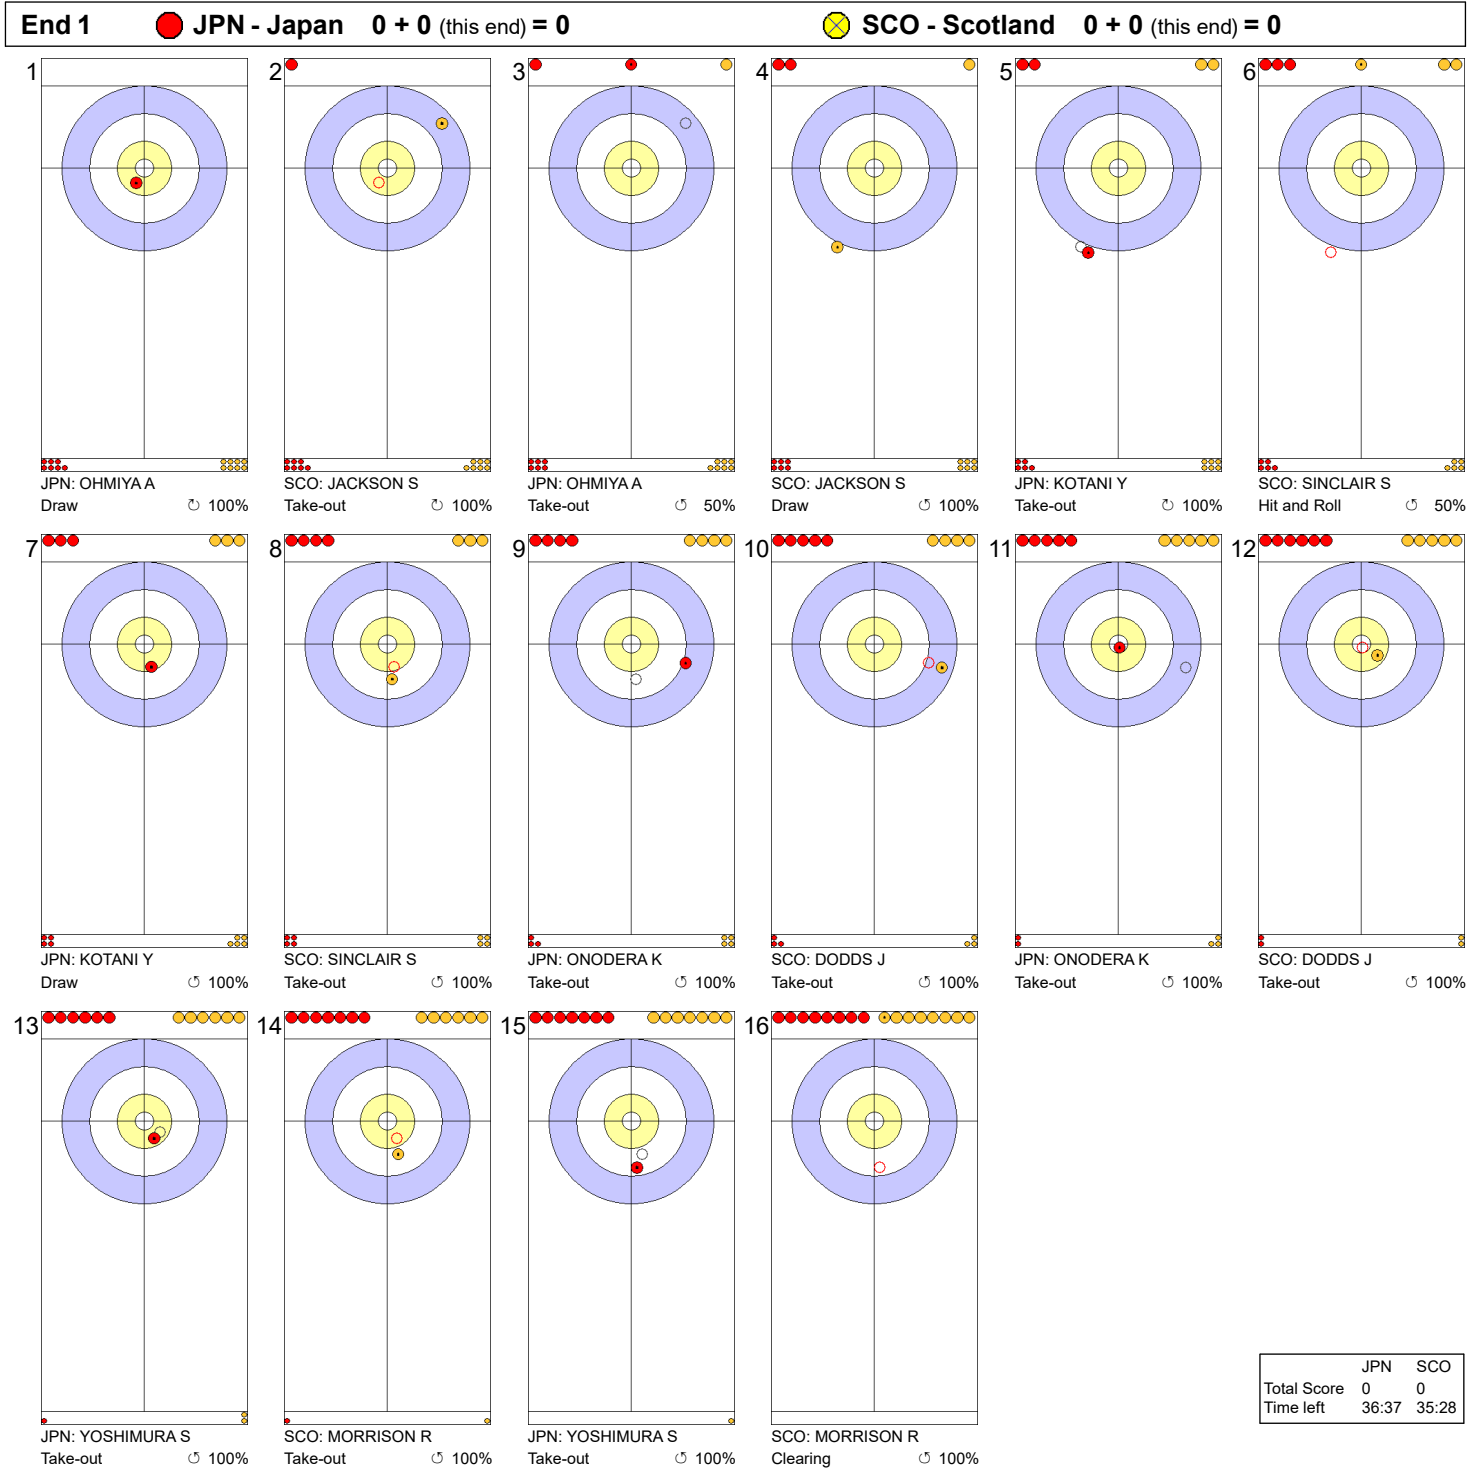 End 1 JPN - Japan 0 + 0 (this end) = 0 SCO - Scotland 0 + 0 (this end) = 0
1 2 3 4 5 6
JPN: OHMIYA A SCO: JACKSON S JPN: OHMIYA A SCO: JACKSON S JPN: KOTANI Y SCO: SINCLAIR S
Draw ↻ 100% Take-out ↻ 100% Take-out ↺ 50% Draw ↺ 100% Take-out ↻ 100% Hit and Roll ↺ 50%
7 8 9 10 11 12
JPN: KOTANI Y SCO: SINCLAIR S JPN: ONODERA K SCO: DODDS J JPN: ONODERA K SCO: DODDS J
Draw ↺ 100% Take-out ↺ 100% Take-out ↺ 100% Take-out ↺ 100% Take-out ↺ 100% Take-out ↺ 100%
13 14 15 16
JPN: YOSHIMURA S SCO: MORRISON R JPN: YOSHIMURA S SCO: MORRISON R
Take-out ↺ 100% Take-out ↺ 100% Take-out ↺ 100% Clearing ↺ 100%
JPN SCO
Total Score 0 0
Time left 36:37 35:28